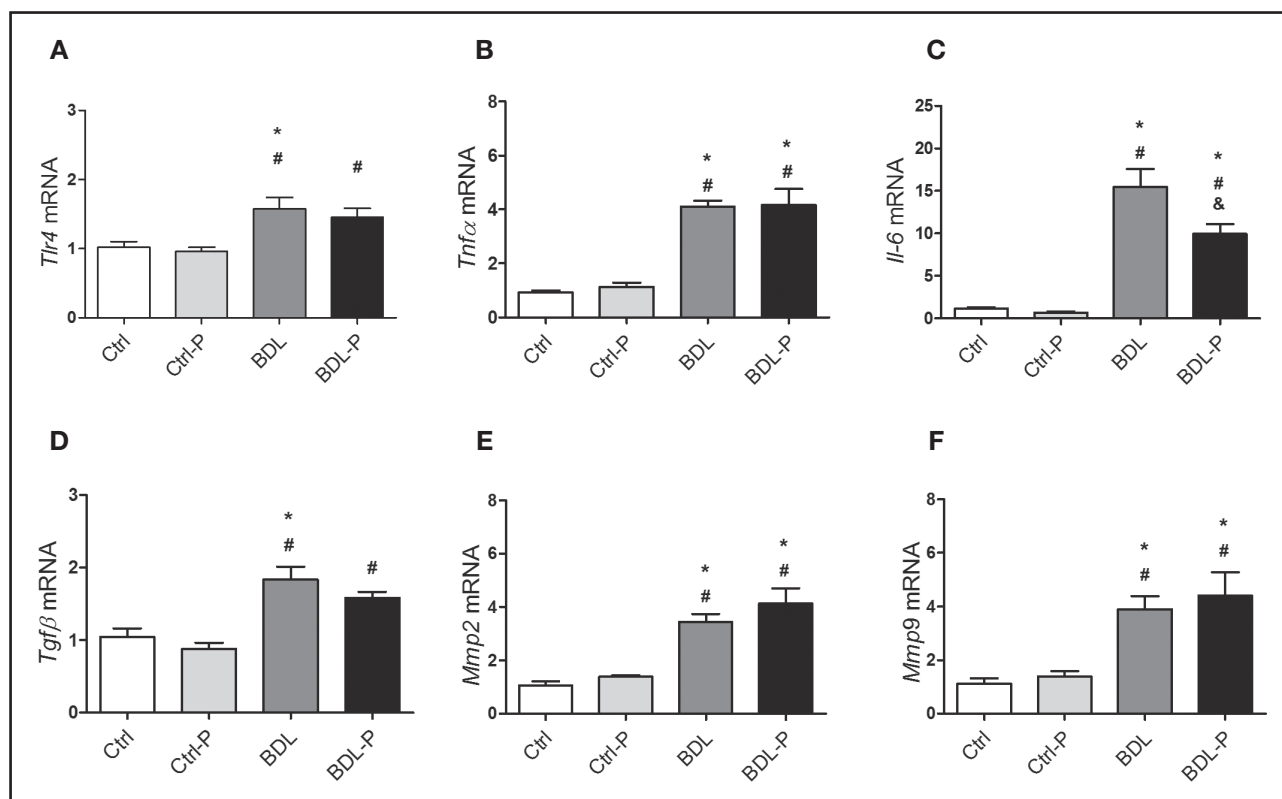 A
Tlr4 mRNA
3
2
1
0
*
#
#
Ctrl
Ctrl-P
BDL
BDL-P
B
Tnfα mRNA
8
6
4
2
0
*
#
*
#
Ctrl
Ctrl-P
BDL
BDL-P
C
Il-6 mRNA
25
20
15
10
5
0
*
#
*
#
&
Ctrl
Ctrl-P
BDL
BDL-P
D
Tgfβ mRNA
3
2
1
0
*
#
#
Ctrl
Ctrl-P
BDL
BDL-P
E
Mmp2 mRNA
8
6
4
2
0
*
#
*
#
Ctrl
Ctrl-P
BDL
BDL-P
F
Mmp9 mRNA
8
6
4
2
0
*
#
*
#
Ctrl
Ctrl-P
BDL
BDL-P